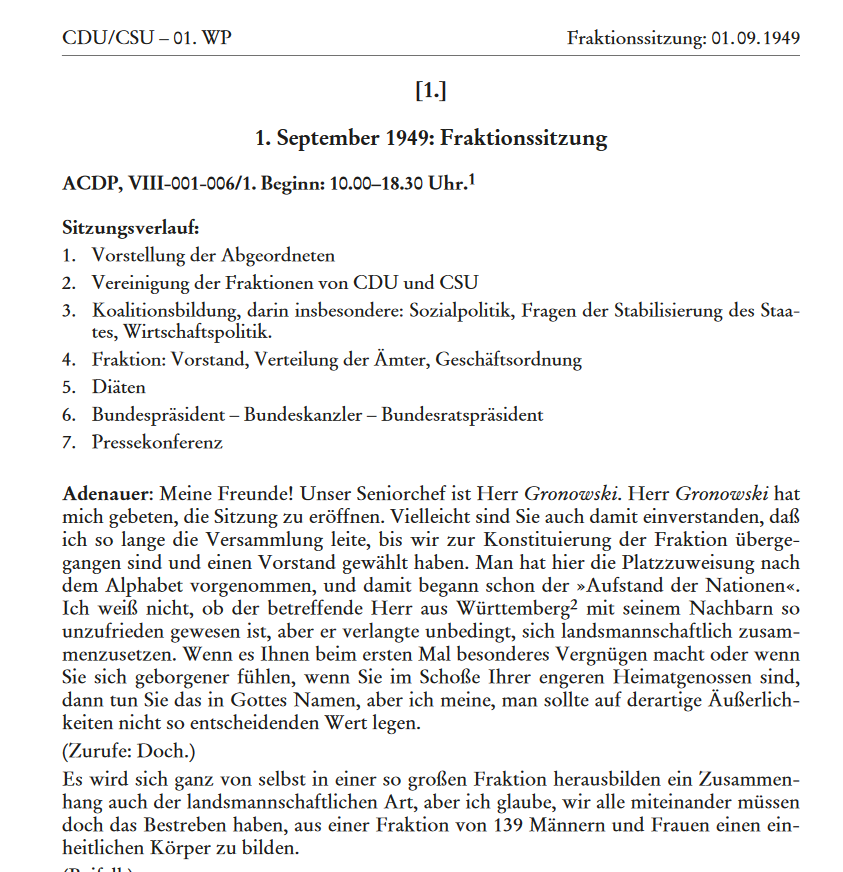 CDU/CSU – 01. WP Fraktionssitzung: 01.09.1949
[1.]
1. September 1949: Fraktionssitzung
ACDP, VIII-001-006/1. Beginn: 10.00–18.30 Uhr.¹
Sitzungsverlauf:
1. Vorstellung der Abgeordneten
2. Vereinigung der Fraktionen von CDU und CSU
3. Koalitionsbildung, darin insbesondere: Sozialpolitik, Fragen der Stabilisierung des Staa-
tes, Wirtschaftspolitik.
4. Fraktion: Vorstand, Verteilung der Ämter, Geschäftsordnung
5. Diäten
6. Bundespräsident – Bundeskanzler – Bundesratspräsident
7. Pressekonferenz
Adenauer: Meine Freunde! Unser Seniorchef ist Herr Gronowski. Herr Gronowski hat
mich gebeten, die Sitzung zu eröffnen. Vielleicht sind Sie auch damit einverstanden, daß
ich so lange die Versammlung leite, bis wir zur Konstituierung der Fraktion überge-
gangen sind und einen Vorstand gewählt haben. Man hat hier die Platzzuweisung nach
dem Alphabet vorgenommen, und damit begann schon der »Aufstand der Nationen«.
Ich weiß nicht, ob der betreffende Herr aus Württemberg² mit seinem Nachbarn so
unzufrieden gewesen ist, aber er verlangte unbedingt, sich landsmannschaftlich zusam-
menzusetzen. Wenn es Ihnen beim ersten Mal besonderes Vergnügen macht oder wenn
Sie sich geborgener fühlen, wenn Sie im Schoße Ihrer engeren Heimatgenossen sind,
dann tun Sie das in Gottes Namen, aber ich meine, man sollte auf derartige Äußerlich-
keiten nicht so entscheidenden Wert legen.
(Zurufe: Doch.)
Es wird sich ganz von selbst in einer so großen Fraktion herausbilden ein Zusammen-
hang auch der landsmannschaftlichen Art, aber ich glaube, wir alle miteinander müssen
doch das Bestreben haben, aus einer Fraktion von 139 Männern und Frauen einen ein-
heitlichen Körper zu bilden.